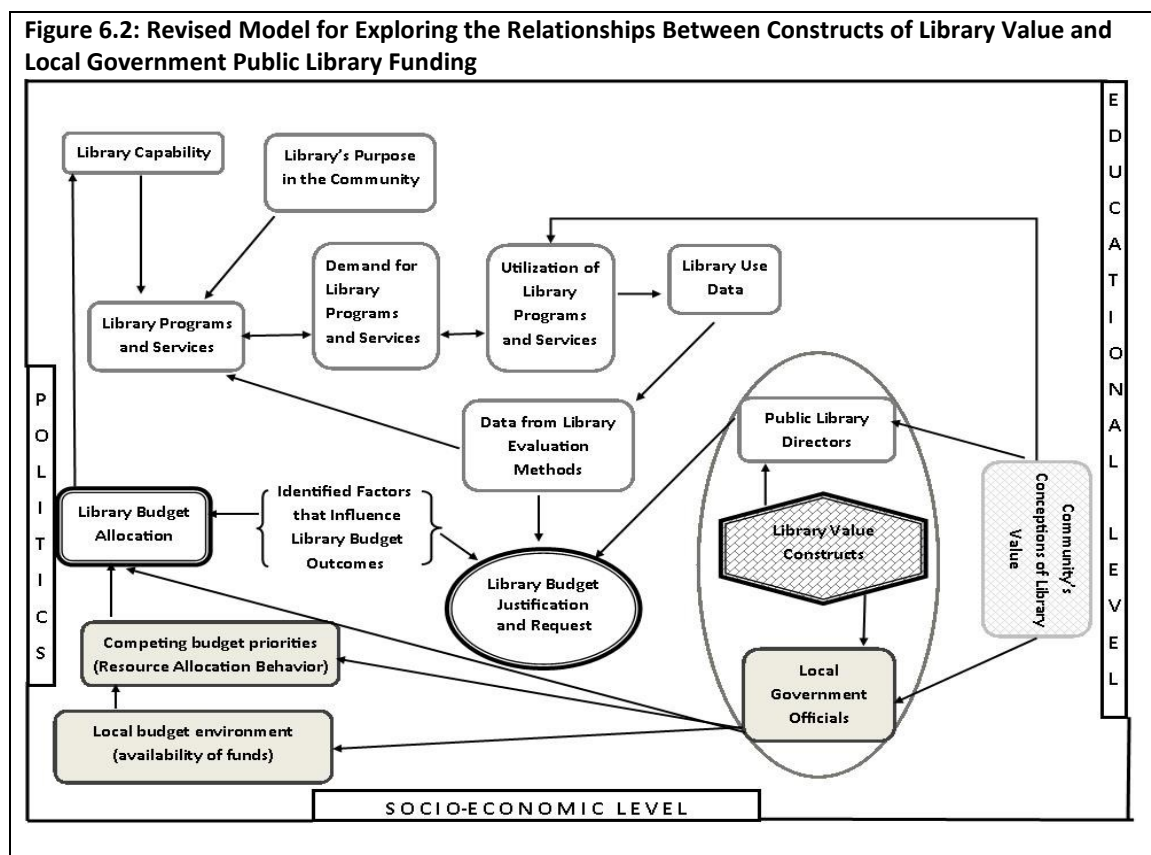 Figure 6.2: Revised Model for Exploring the Relationships Between Constructs of Library Value and
Local Government Public Library Funding
Library Capability
Library's Purpose
in the Community
Library Programs
and Services
Demand for
Library
Programs
and Services
Utilization of
Library
Programs
and Services
Library Use
Data
Data from Library
Evaluation
Methods
Public Library
Directors
Library Value
Constructs
Community's
Conceptions of Library
Value
Library Budget
Allocation
Identified Factors
that Influence
Library Budget
Outcomes
Library Budget
Justification
and Request
Competing budget priorities
(Resource Allocation Behavior)
Local
Government
Officials
Local budget environment
(availability of funds)
POLITICS
EDUCATIONAL LEVEL
SOCIO-ECONOMIC LEVEL